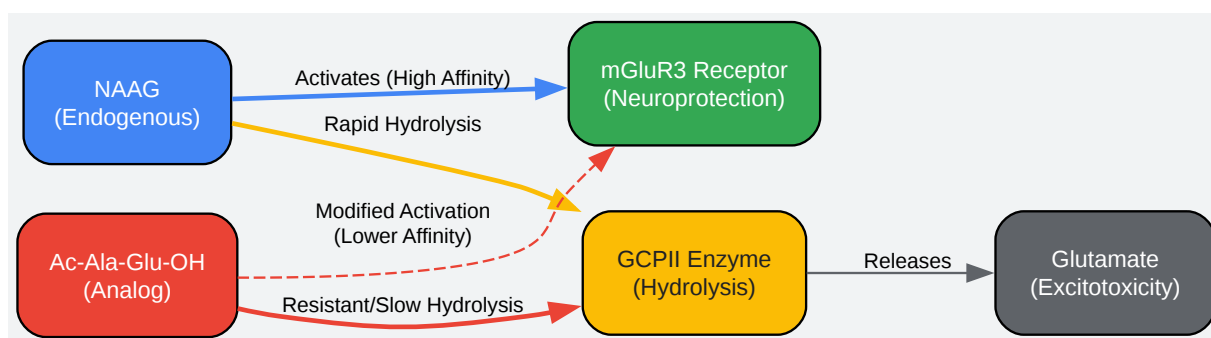 NAAG
(Endogenous)
Activates (High Affinity)
Rapid Hydrolysis
mGluR3 Receptor
(Neuroprotection)
Ac-Ala-Glu-OH
(Analog)
Modified Activation
(Lower Affinity)
Resistant/Slow Hydrolysis
GCPII Enzyme
(Hydrolysis)
Releases
Glutamate
(Excitotoxicity)